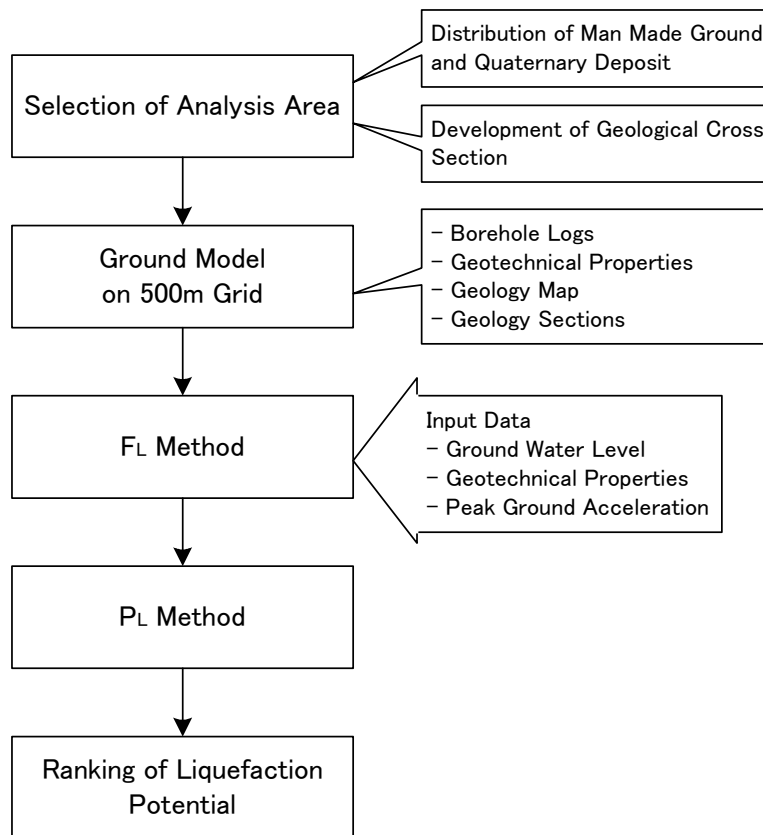 Distribution of Man Made Ground
and Quaternary Deposit
Selection of Analysis Area
Development of Geological Cross
Section
Ground Model
on 500m Grid
- Borehole Logs
- Geotechnical Properties
- Geology Map
- Geology Sections
FL Method
Input Data
- Ground Water Level
- Geotechnical Properties
- Peak Ground Acceleration
PL Method
Ranking of Liquefaction
Potential